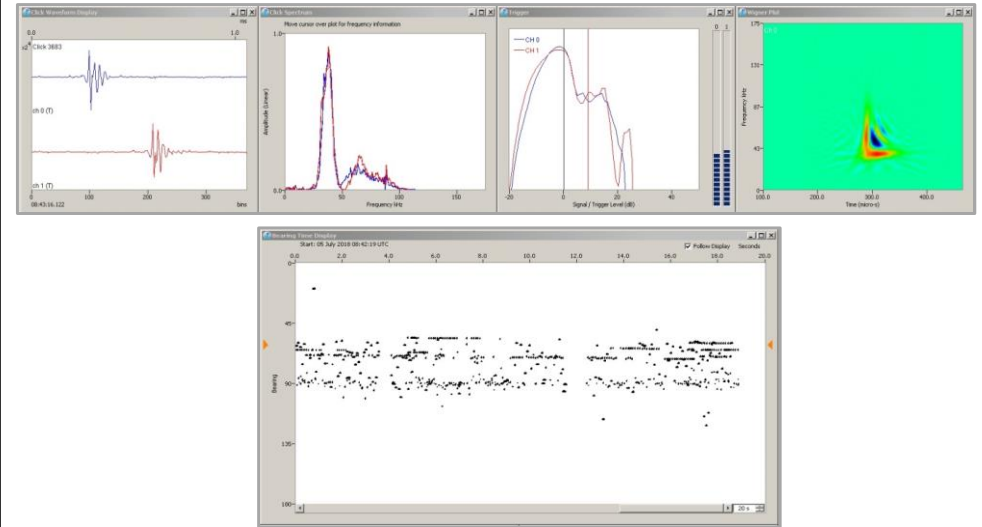 Click Waveform Display
ms
0.0 1.0
x2^
Click 3883
ch 0 (T)
ch 1 (T)
0 100 200 300
08:43:16.122 5ms
Click Spectrum
Move cursor over plot for frequency information
1.0
Amplitude (Linear)
0.0
0 50 100 150
Frequency kHz
Trigger
CH 0
CH 1
0 1
-20 0 20 40
Signal / Trigger Level (dB)
Wigner Plot
175
131
87
43
0
Frequency kHz
100.0 200.0 300.0 400.0
Time (micro-s)
Bearing Time Display
Start: 05 July 2018 08:42:19 UTC
Follow Display Seconds
0.0 2.0 4.0 6.0 8.0 10.0 12.0 14.0 16.0 18.0 20.0
0
45
90
135
180
Bearing
20 s